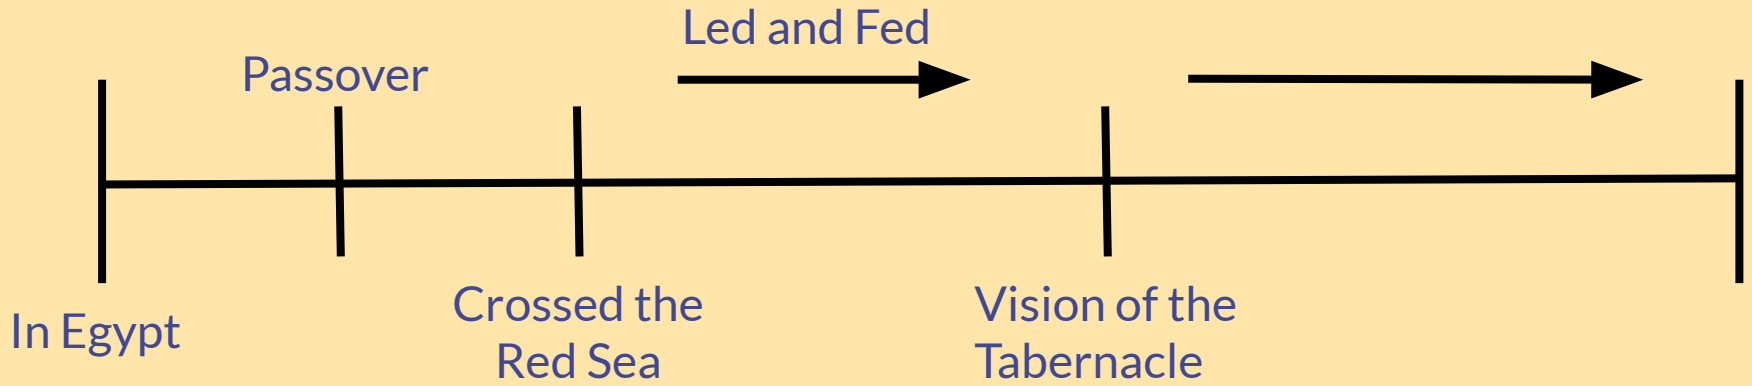 Led and Fed
Passover
In Egypt
Crossed the
Red Sea
Vision of the
Tabernacle